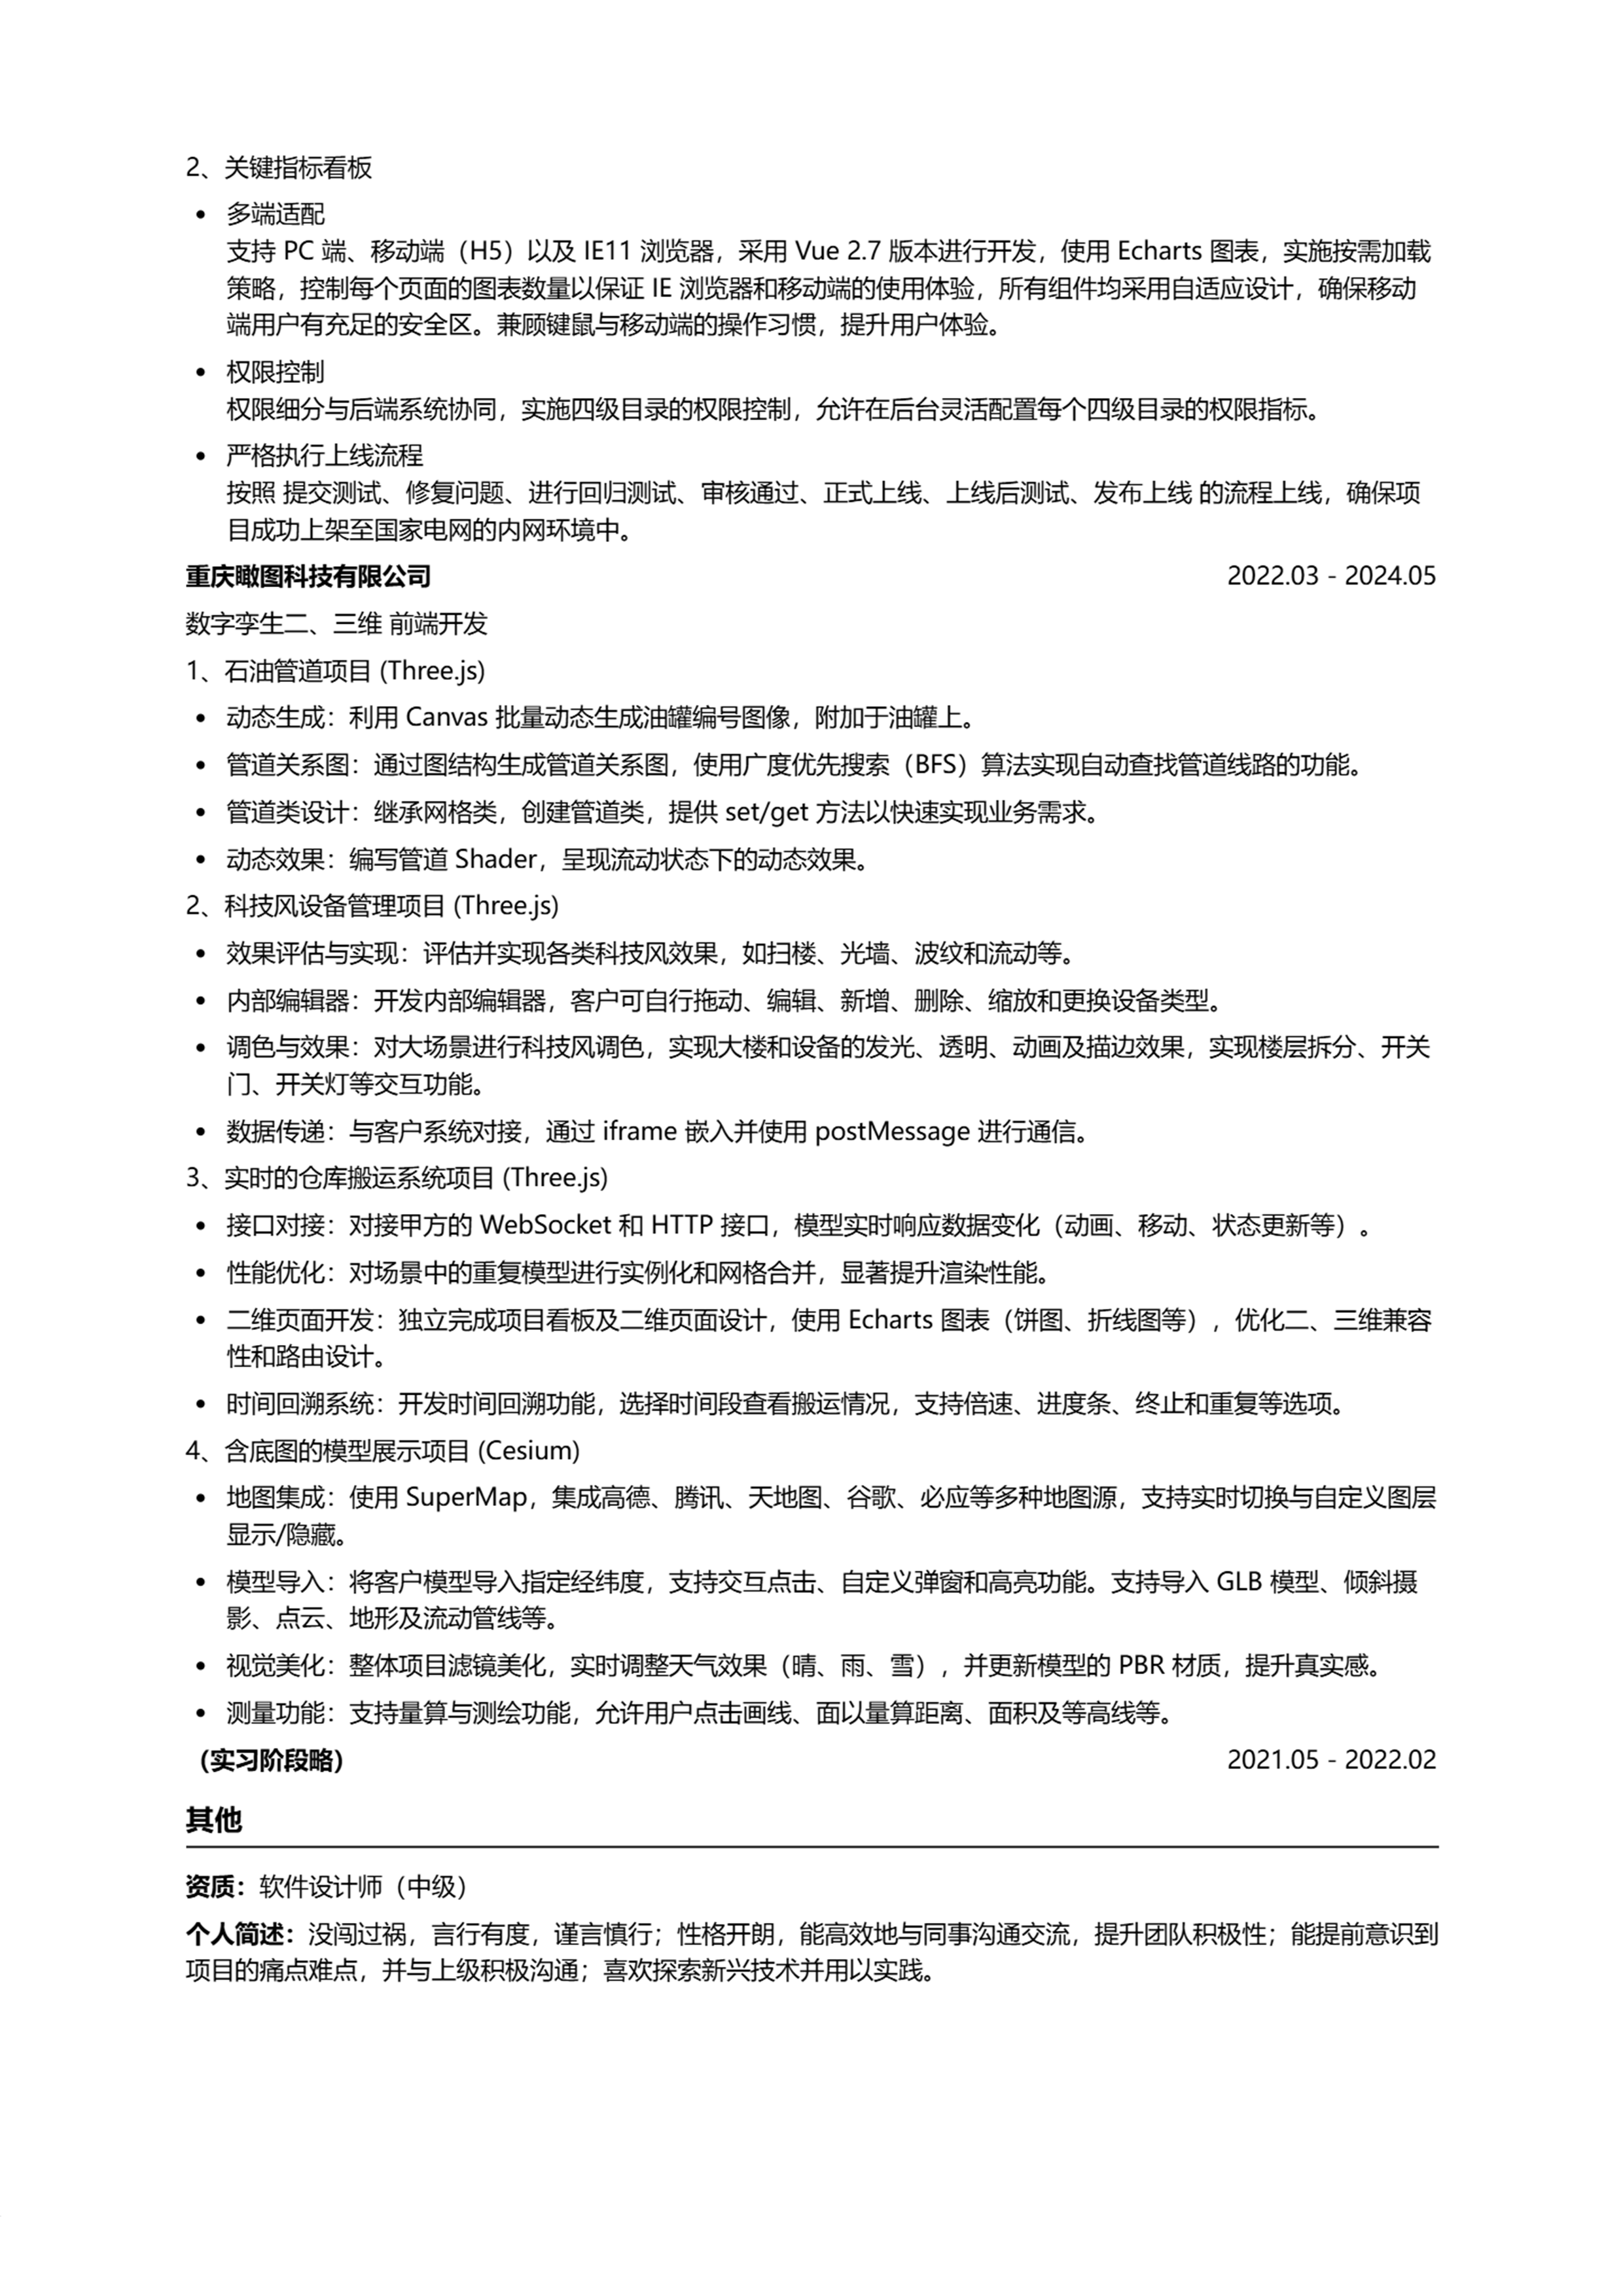 2、关键指标看板
• 多端适配
支持 PC 端、移动端（H5）以及 IE11 浏览器，采用 Vue 2.7 版本进行开发，使用 Echarts 图表，实施按需加载
策略，控制每个页面的图表数量以保证 IE 浏览器和移动端的使用体验，所有组件均采用自适应设计，确保移动
端用户有充足的安全区。兼顾键鼠与移动端的操作习惯，提升用户体验。
• 权限控制
权限细分与后端系统协同，实施四级目录的权限控制，允许在后台灵活配置每个四级目录的权限指标。
• 严格执行上线流程
按照 提交测试、修复问题、进行回归测试、审核通过、正式上线、上线后测试、发布上线 的流程上线，确保项
目成功上架至国家电网的内网环境中。
重庆瞰图科技有限公司 2022.03 - 2024.05
数字孪生二、三维 前端开发
1、石油管道项目 (Three.js)
• 动态生成：利用 Canvas 批量动态生成油罐编号图像，附加于油罐上。
• 管道关系图：通过图结构生成管道关系图，使用广度优先搜索（BFS）算法实现自动查找管道线路的功能。
• 管道类设计：继承网格类，创建管道类，提供 set/get 方法以快速实现业务需求。
• 动态效果：编写管道 Shader，呈现流动状态下的动态效果。
2、科技风设备管理项目 (Three.js)
• 效果评估与实现：评估并实现各类科技风效果，如扫楼、光墙、波纹和流动等。
• 内部编辑器：开发内部编辑器，客户可自行拖动、编辑、新增、删除、缩放和更换设备类型。
• 调色与效果：对大场景进行科技风调色，实现大楼和设备的发光、透明、动画及描边效果，实现楼层拆分、开关
门、开关灯等交互功能。
• 数据传递：与客户系统对接，通过 iframe 嵌入并使用 postMessage 进行通信。
3、实时的仓库搬运系统项目 (Three.js)
• 接口对接：对接甲方的 WebSocket 和 HTTP 接口，模型实时响应数据变化（动画、移动、状态更新等）。
• 性能优化：对场景中的重复模型进行实例化和网格合并，显著提升渲染性能。
• 二维页面开发：独立完成项目看板及二维页面设计，使用 Echarts 图表（饼图、折线图等），优化二、三维兼容
性和路由设计。
• 时间回溯系统：开发时间回溯功能，选择时间段查看搬运情况，支持倍速、进度条、终止和重复等选项。
4、含底图的模型展示项目 (Cesium)
• 地图集成：使用 SuperMap，集成高德、腾讯、天地图、谷歌、必应等多种地图源，支持实时切换与自定义图层
显示/隐藏。
• 模型导入：将客户模型导入指定经纬度，支持交互点击、自定义弹窗和高亮功能。支持导入 GLB 模型、倾斜摄
影、点云、地形及流动管线等。
• 视觉美化：整体项目滤镜美化，实时调整天气效果（晴、雨、雪），并更新模型的 PBR 材质，提升真实感。
• 测量功能：支持量算与测绘功能，允许用户点击画线、面以量算距离、面积及等高线等。
（实习阶段略） 2021.05 - 2022.02
其他
资质：软件设计师（中级）
个人简述：没闯过祸，言行有度，谨言慎行；性格开朗，能高效地与同事沟通交流，提升团队积极性；能提前意识到
项目的痛点难点，并与上级积极沟通；喜欢探索新兴技术并用以实践。